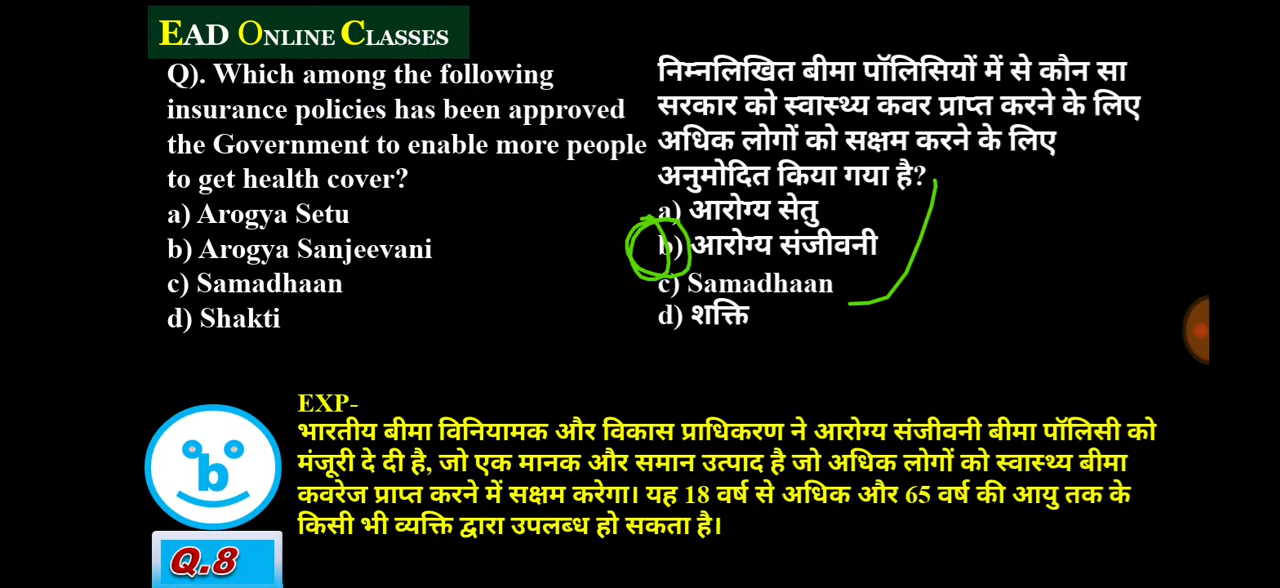 EAD ONLINE CLASSES
Q). Which among the following
insurance policies has been approved
the Government to enable more people
to get health cover?
a) Arogya Setu
b) Arogya Sanjeevani
c) Samadhaan
d) Shakti
निम्नलिखित बीमा पॉलिसियों में से कौन सा
सरकार को स्वास्थ्य कवर प्राप्त करने के लिए
अधिक लोगों को सक्षम करने के लिए
अनुमोदित किया गया है?
a) आरोग्य सेतु
b) आरोग्य संजीवनी
c) Samadhaan
d) शक्ति
EXP-
भारतीय बीमा विनियामक और विकास प्राधिकरण ने आरोग्य संजीवनी बीमा पॉलिसी को
मंजूरी दे दी है, जो एक मानक और समान उत्पाद है जो अधिक लोगों को स्वास्थ्य बीमा
कवरेज प्राप्त करने में सक्षम करेगा। यह 18 वर्ष से अधिक और 65 वर्ष की आयु तक के
किसी भी व्यक्ति द्वारा उपलब्ध हो सकता है।
b
Q.8